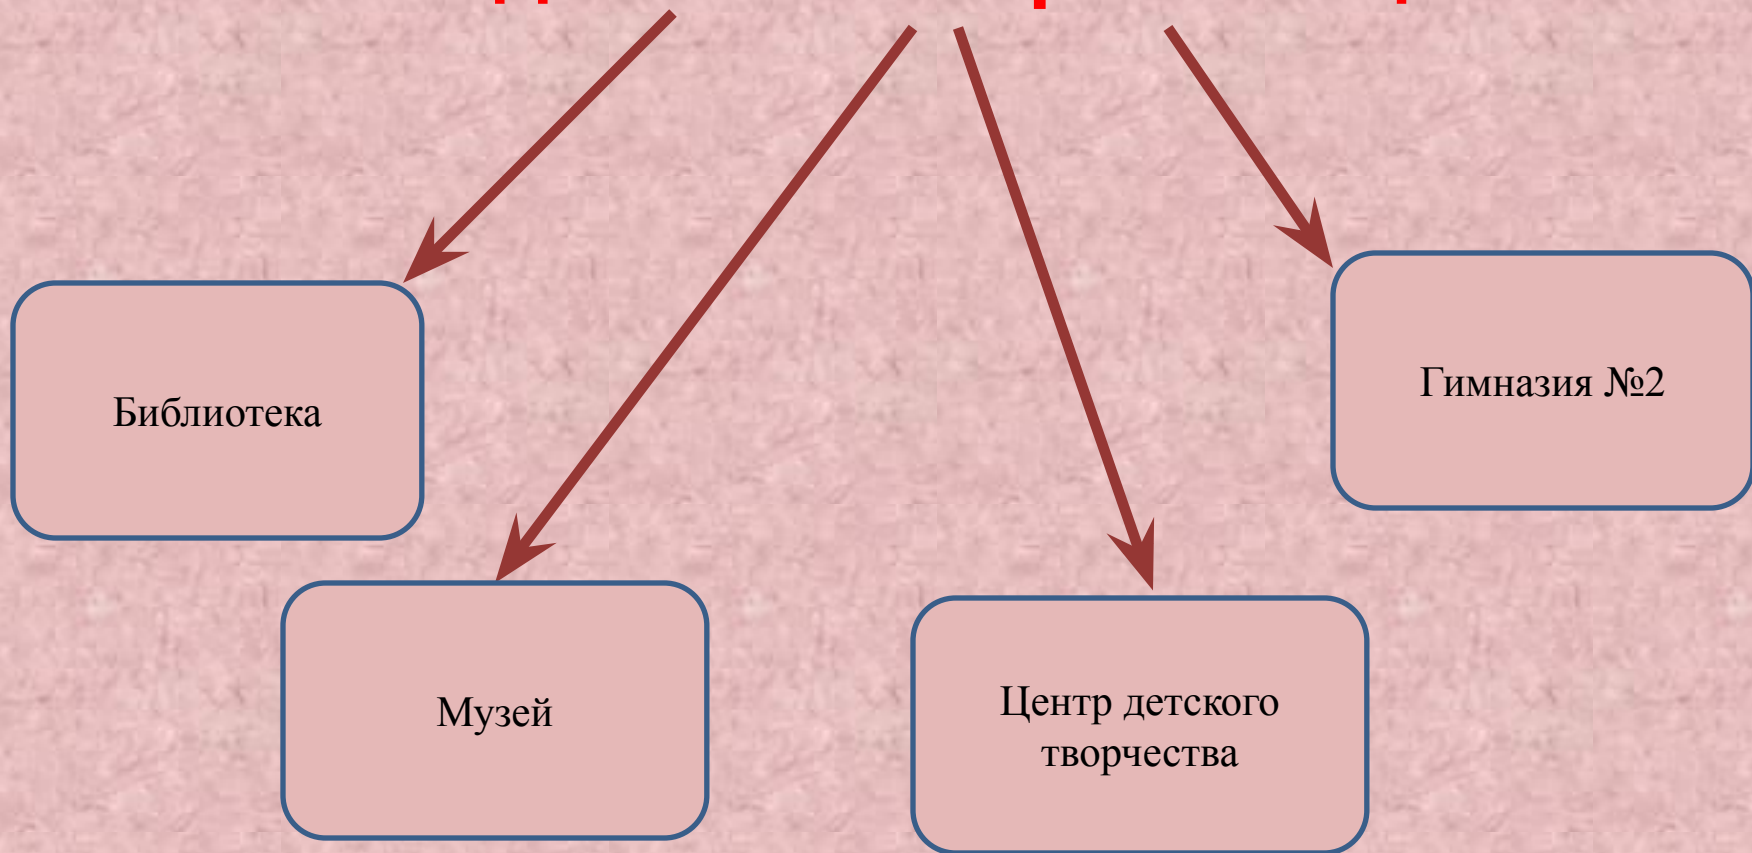 Библиотека
Гимназия №2
Музей
Центр детского
творчества